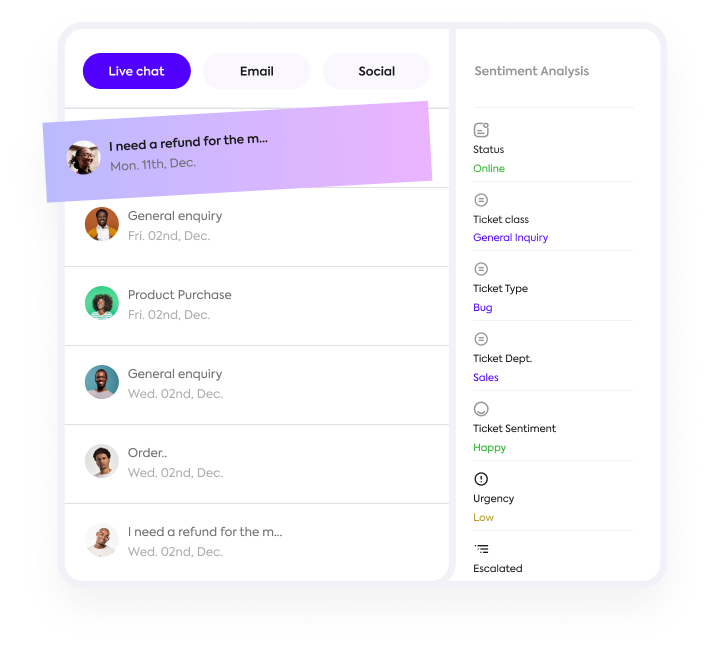 Live chat
Email
Social
I need a refund for the m...
Mon. 11th, Dec.
General enquiry
Fri. 02nd, Dec.
Product Purchase
Fri. 02nd, Dec.
General enquiry
Wed. 02nd, Dec.
Order..
Wed. 02nd, Dec.
I need a refund for the m...
Wed. 02nd, Dec.
Sentiment Analysis
Status
Online
Ticket class
General Inquiry
Ticket Type
Bug
Ticket Dept.
Sales
Ticket Sentiment
Happy
Urgency
Low
Escalated